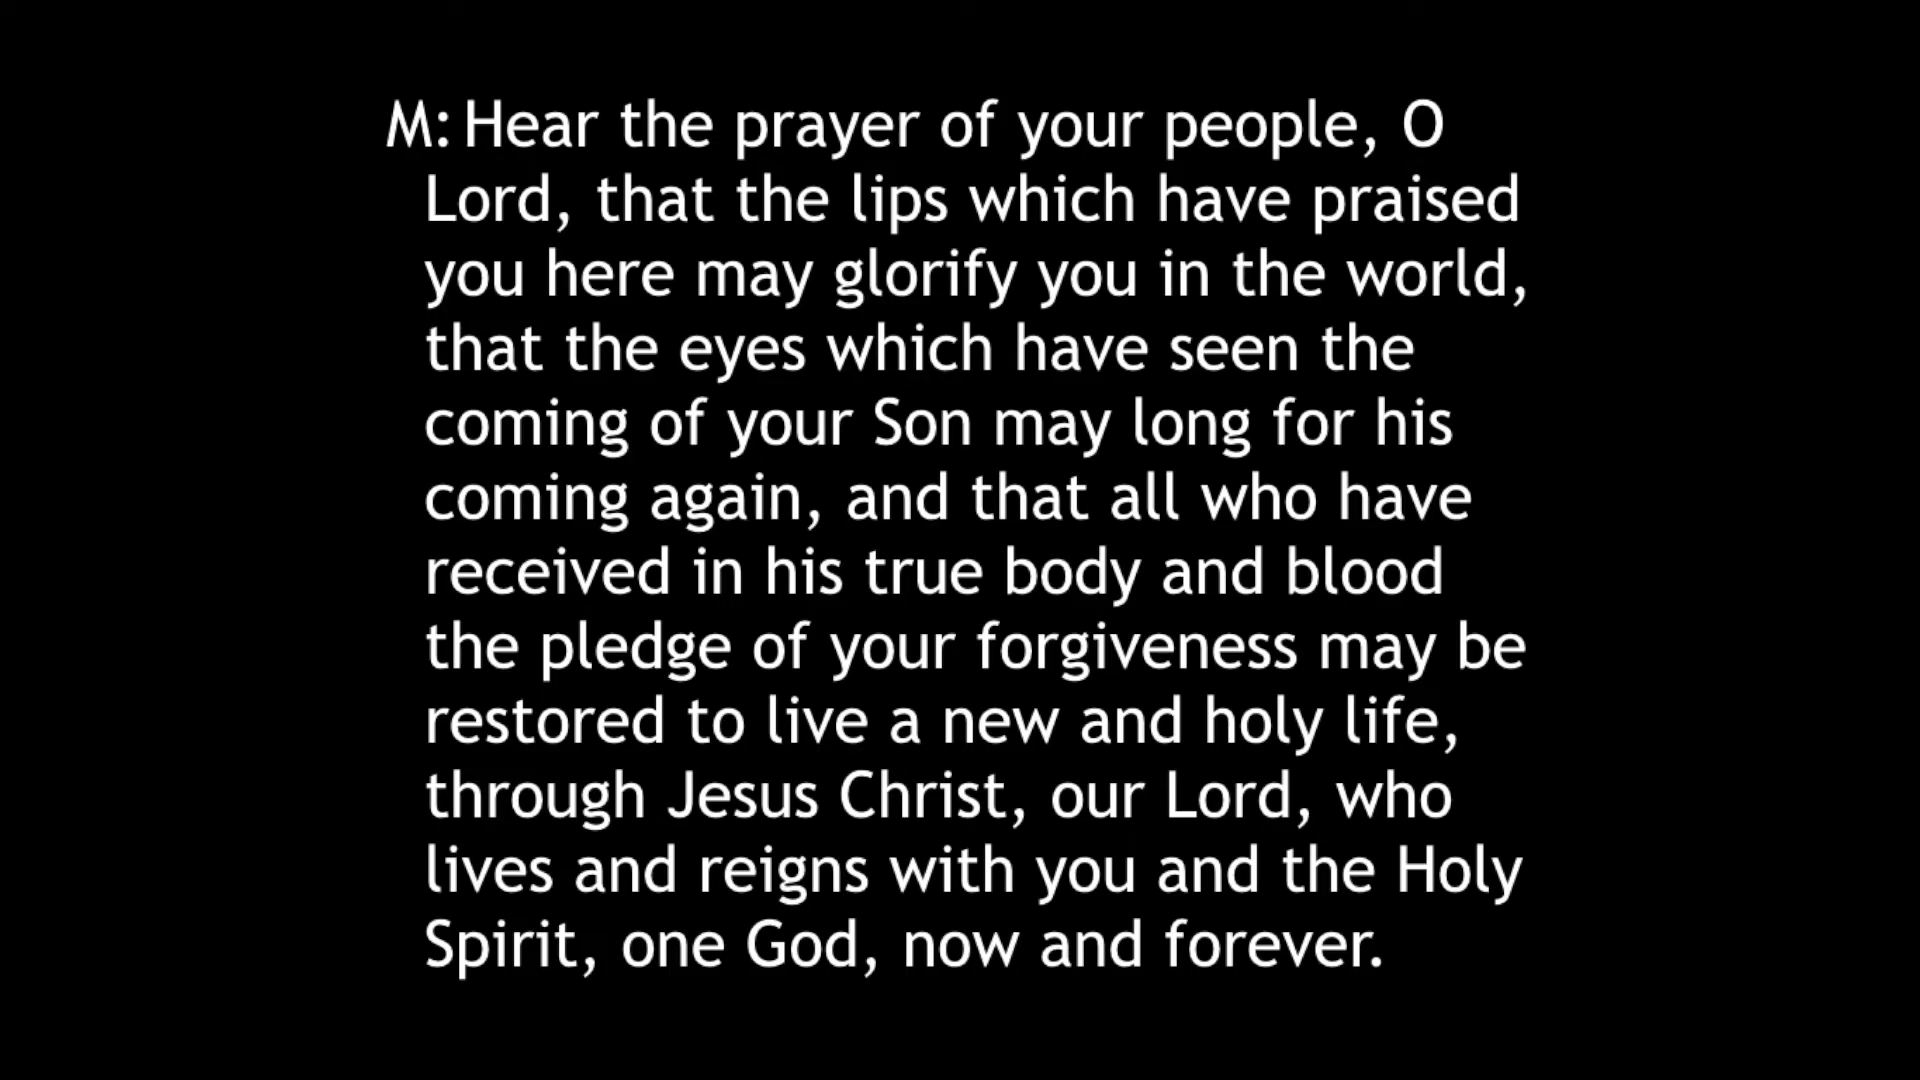 M: Hear the prayer of your people, O
Lord, that the lips which have praised
you here may glorify you in the world,
that the eyes which have seen the
coming of your Son may long for his
coming again, and that all who have
received in his true body and blood
the pledge of your forgiveness may be
restored to live a new and holy life,
through Jesus Christ, our Lord, who
lives and reigns with you and the Holy
Spirit, one God, now and forever.